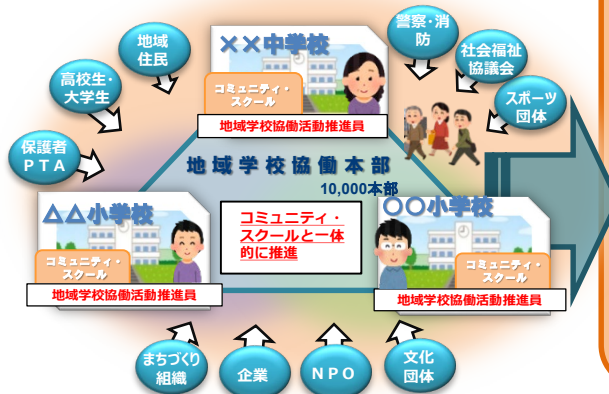 地域
住民
××中学校
警察・消
防
社会福祉
協議会
高校生・
大学生
コミュニティ・
スクール
スポーツ
団体
地域学校協働活動推進員
保護者
PTA
地域学校協働本部
10,000本部
△△小学校
コミュニティ・
スクールと一体
的に推進
〇〇小学校
コミュニティ・
スクール
コミュニティ・
スクール
地域学校協働活動推進員
地域学校協働活動推進員
まちづくり
組織
企業
NPO
文化
団体